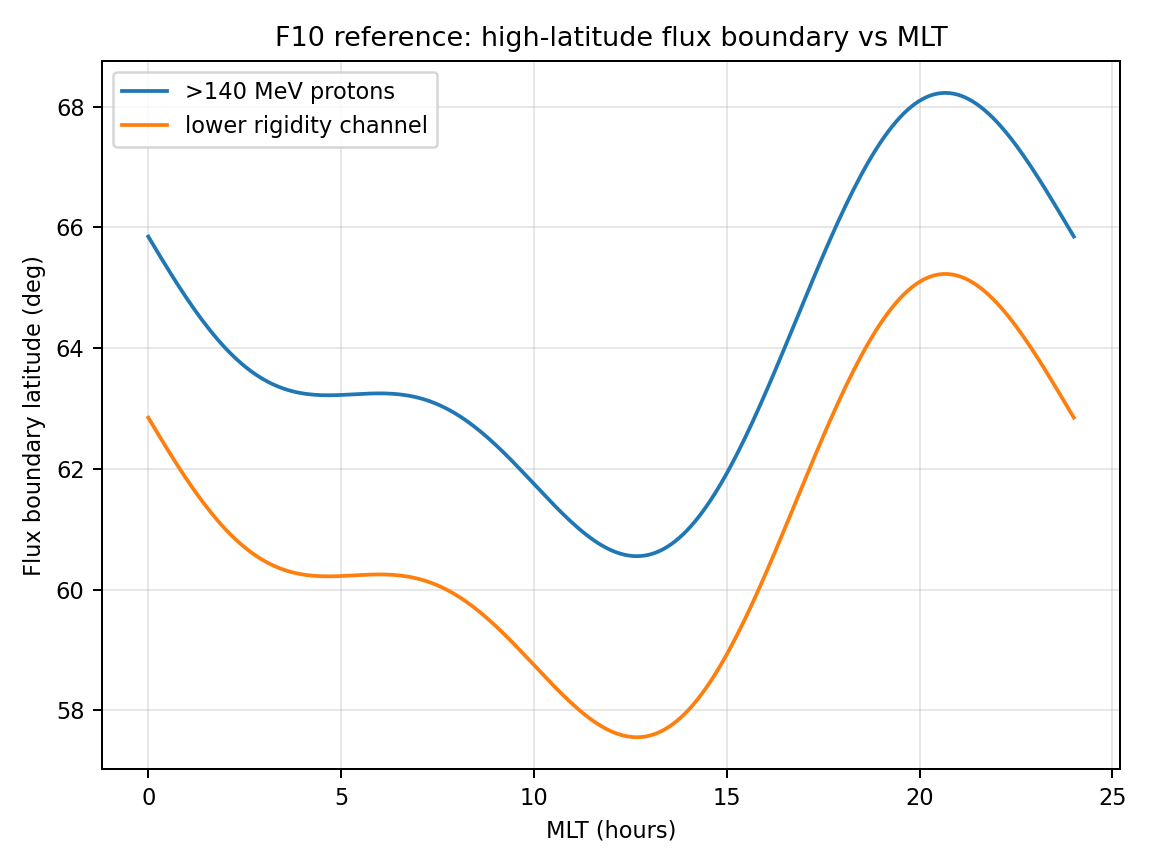 F10 reference: high-latitude flux boundary vs MLT
>140 MeV protons
lower rigidity channel
Flux boundary latitude (deg)
68
66
64
62
60
58
0 5 10 15 20 25
MLT (hours)